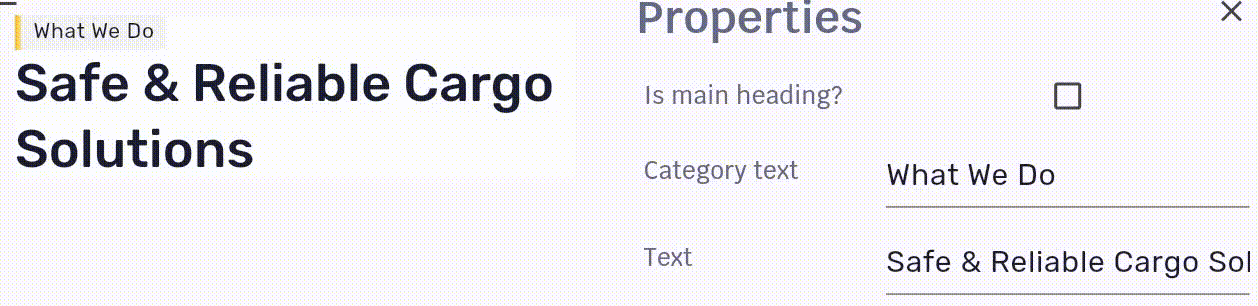 What We Do
Safe & Reliable Cargo
Solutions
Properties
Is main heading?
Category text
What We Do
Text
Safe & Reliable Cargo Sol